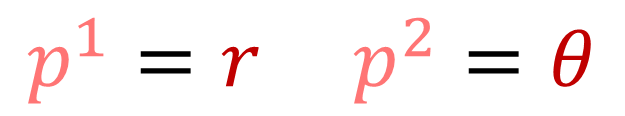 p¹ = r p² = θ